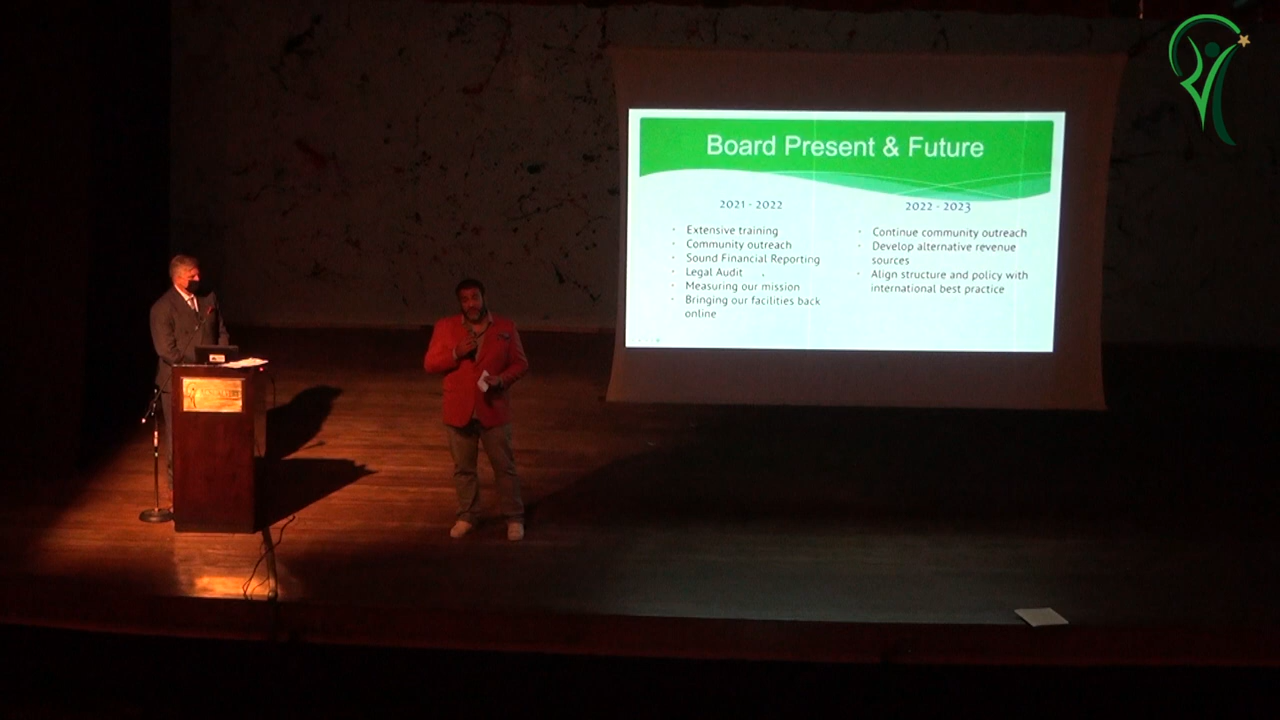 Board Present & Future
2021 - 2022
Extensive training
Community outreach
Sound Financial Reporting
Legal Audit
Measuring our mission
Bringing our facilities back
online
2022 - 2023
Continue community outreach
Develop alternative revenue
sources
Align structure and policy with
international best practice